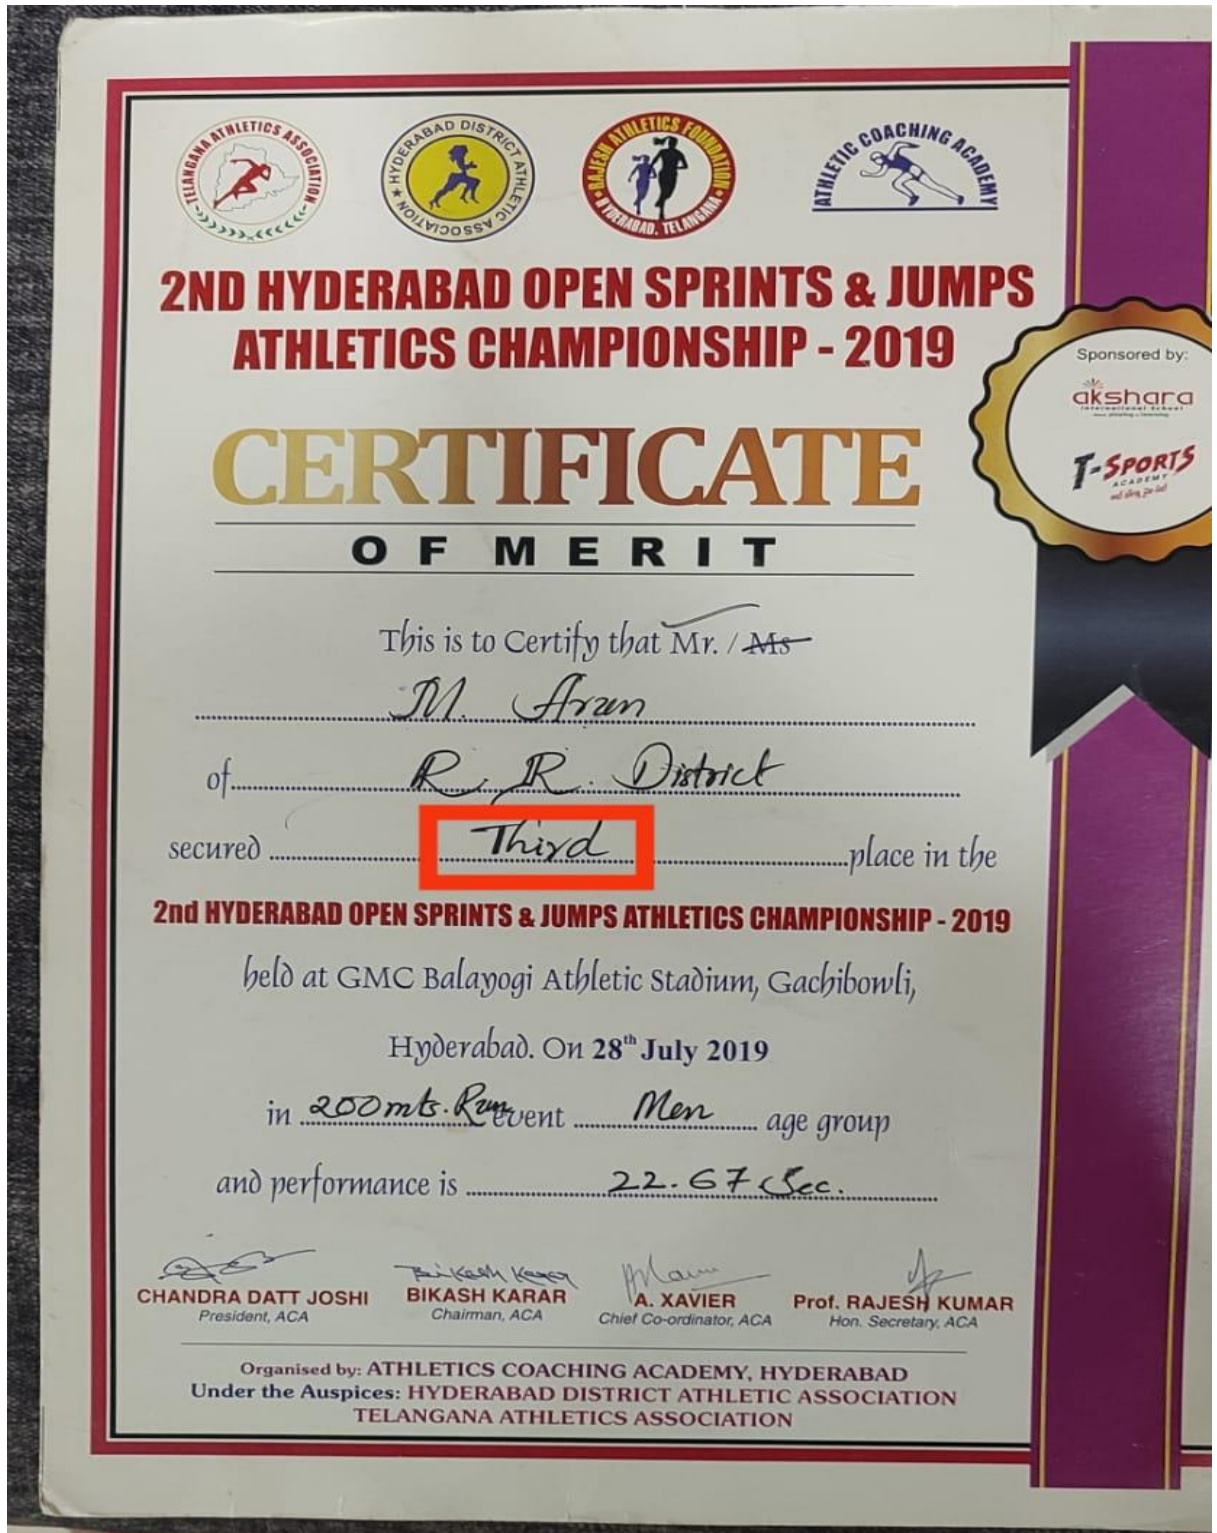 TELANGANA ATHLETICS ASSOCIATION
HYDERABAD DISTRICT ATHLETIC ASSOCIATION
RAJESH ATHLETICS FOUNDATION
HYDERABAD. TELANGANA
ATHLETIC COACHING ACADEMY
2ND HYDERABAD OPEN SPRINTS & JUMPS
ATHLETICS CHAMPIONSHIP - 2019
Sponsored by:
akshara
International School
T-SPORTS
ACADEMY
CERTIFICATE
OF MERIT
This is to Certify that Mr. / Ms
M. Arun
of R. R. District
secured Third place in the
2nd HYDERABAD OPEN SPRINTS & JUMPS ATHLETICS CHAMPIONSHIP - 2019
held at GMC Balayogi Athletic Stadium, Gachibowli,
Hyderabad. On 28th July 2019
in 200mts. Run event Men age group
and performance is 22.67 Sec.
Bikash Karar
CHANDRA DATT JOSHI BIKASH KARAR A. XAVIER Prof. RAJESH KUMAR
President, ACA Chairman, ACA Chief Co-ordinator, ACA Hon. Secretary, ACA
Organised by: ATHLETICS COACHING ACADEMY, HYDERABAD
Under the Auspices: HYDERABAD DISTRICT ATHLETIC ASSOCIATION
TELANGANA ATHLETICS ASSOCIATION